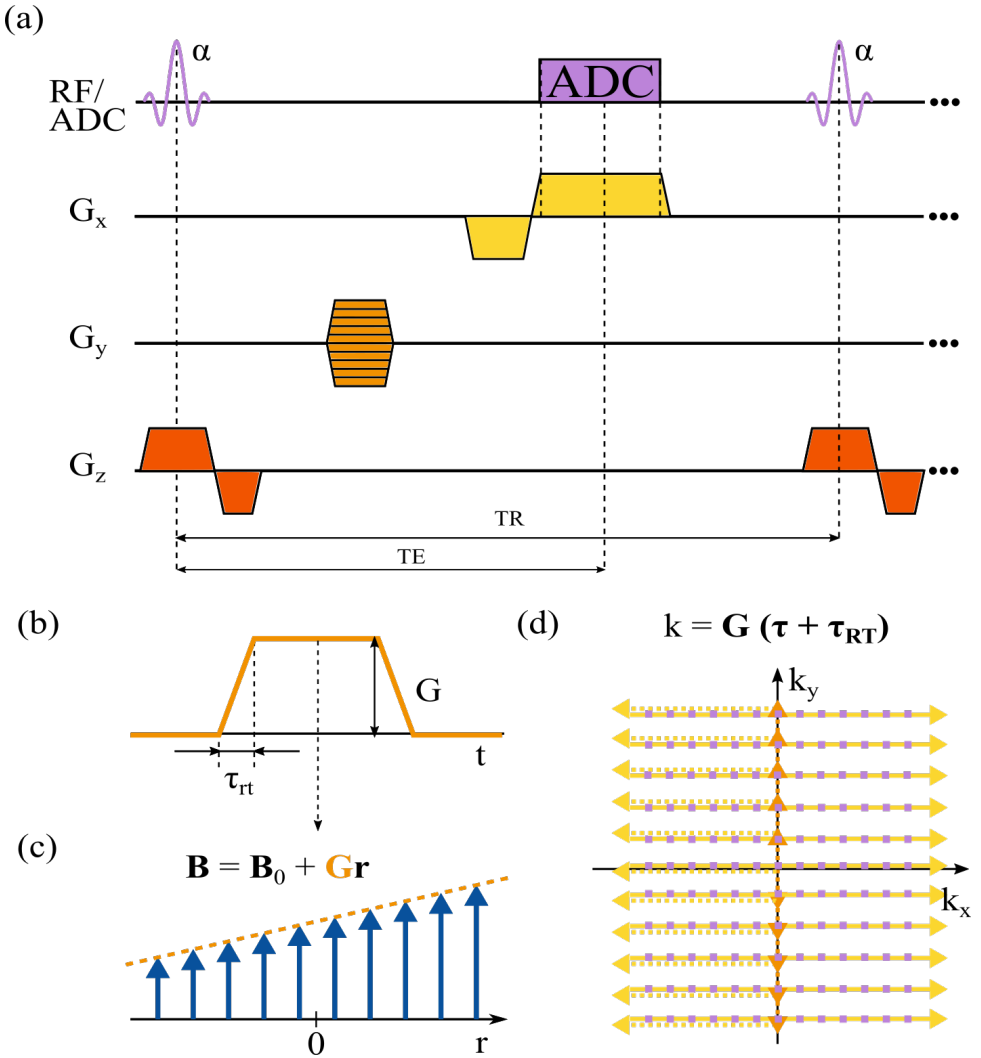 (a)
α
α
RF/
ADC
ADC
•••
Gx
•••
Gy
•••
Gz
•••
TR
TE
(b)
G
t
τrt
(c)
B = B0 + Gr
0
r
(d)
k = G (τ + τRT)
ky
kx